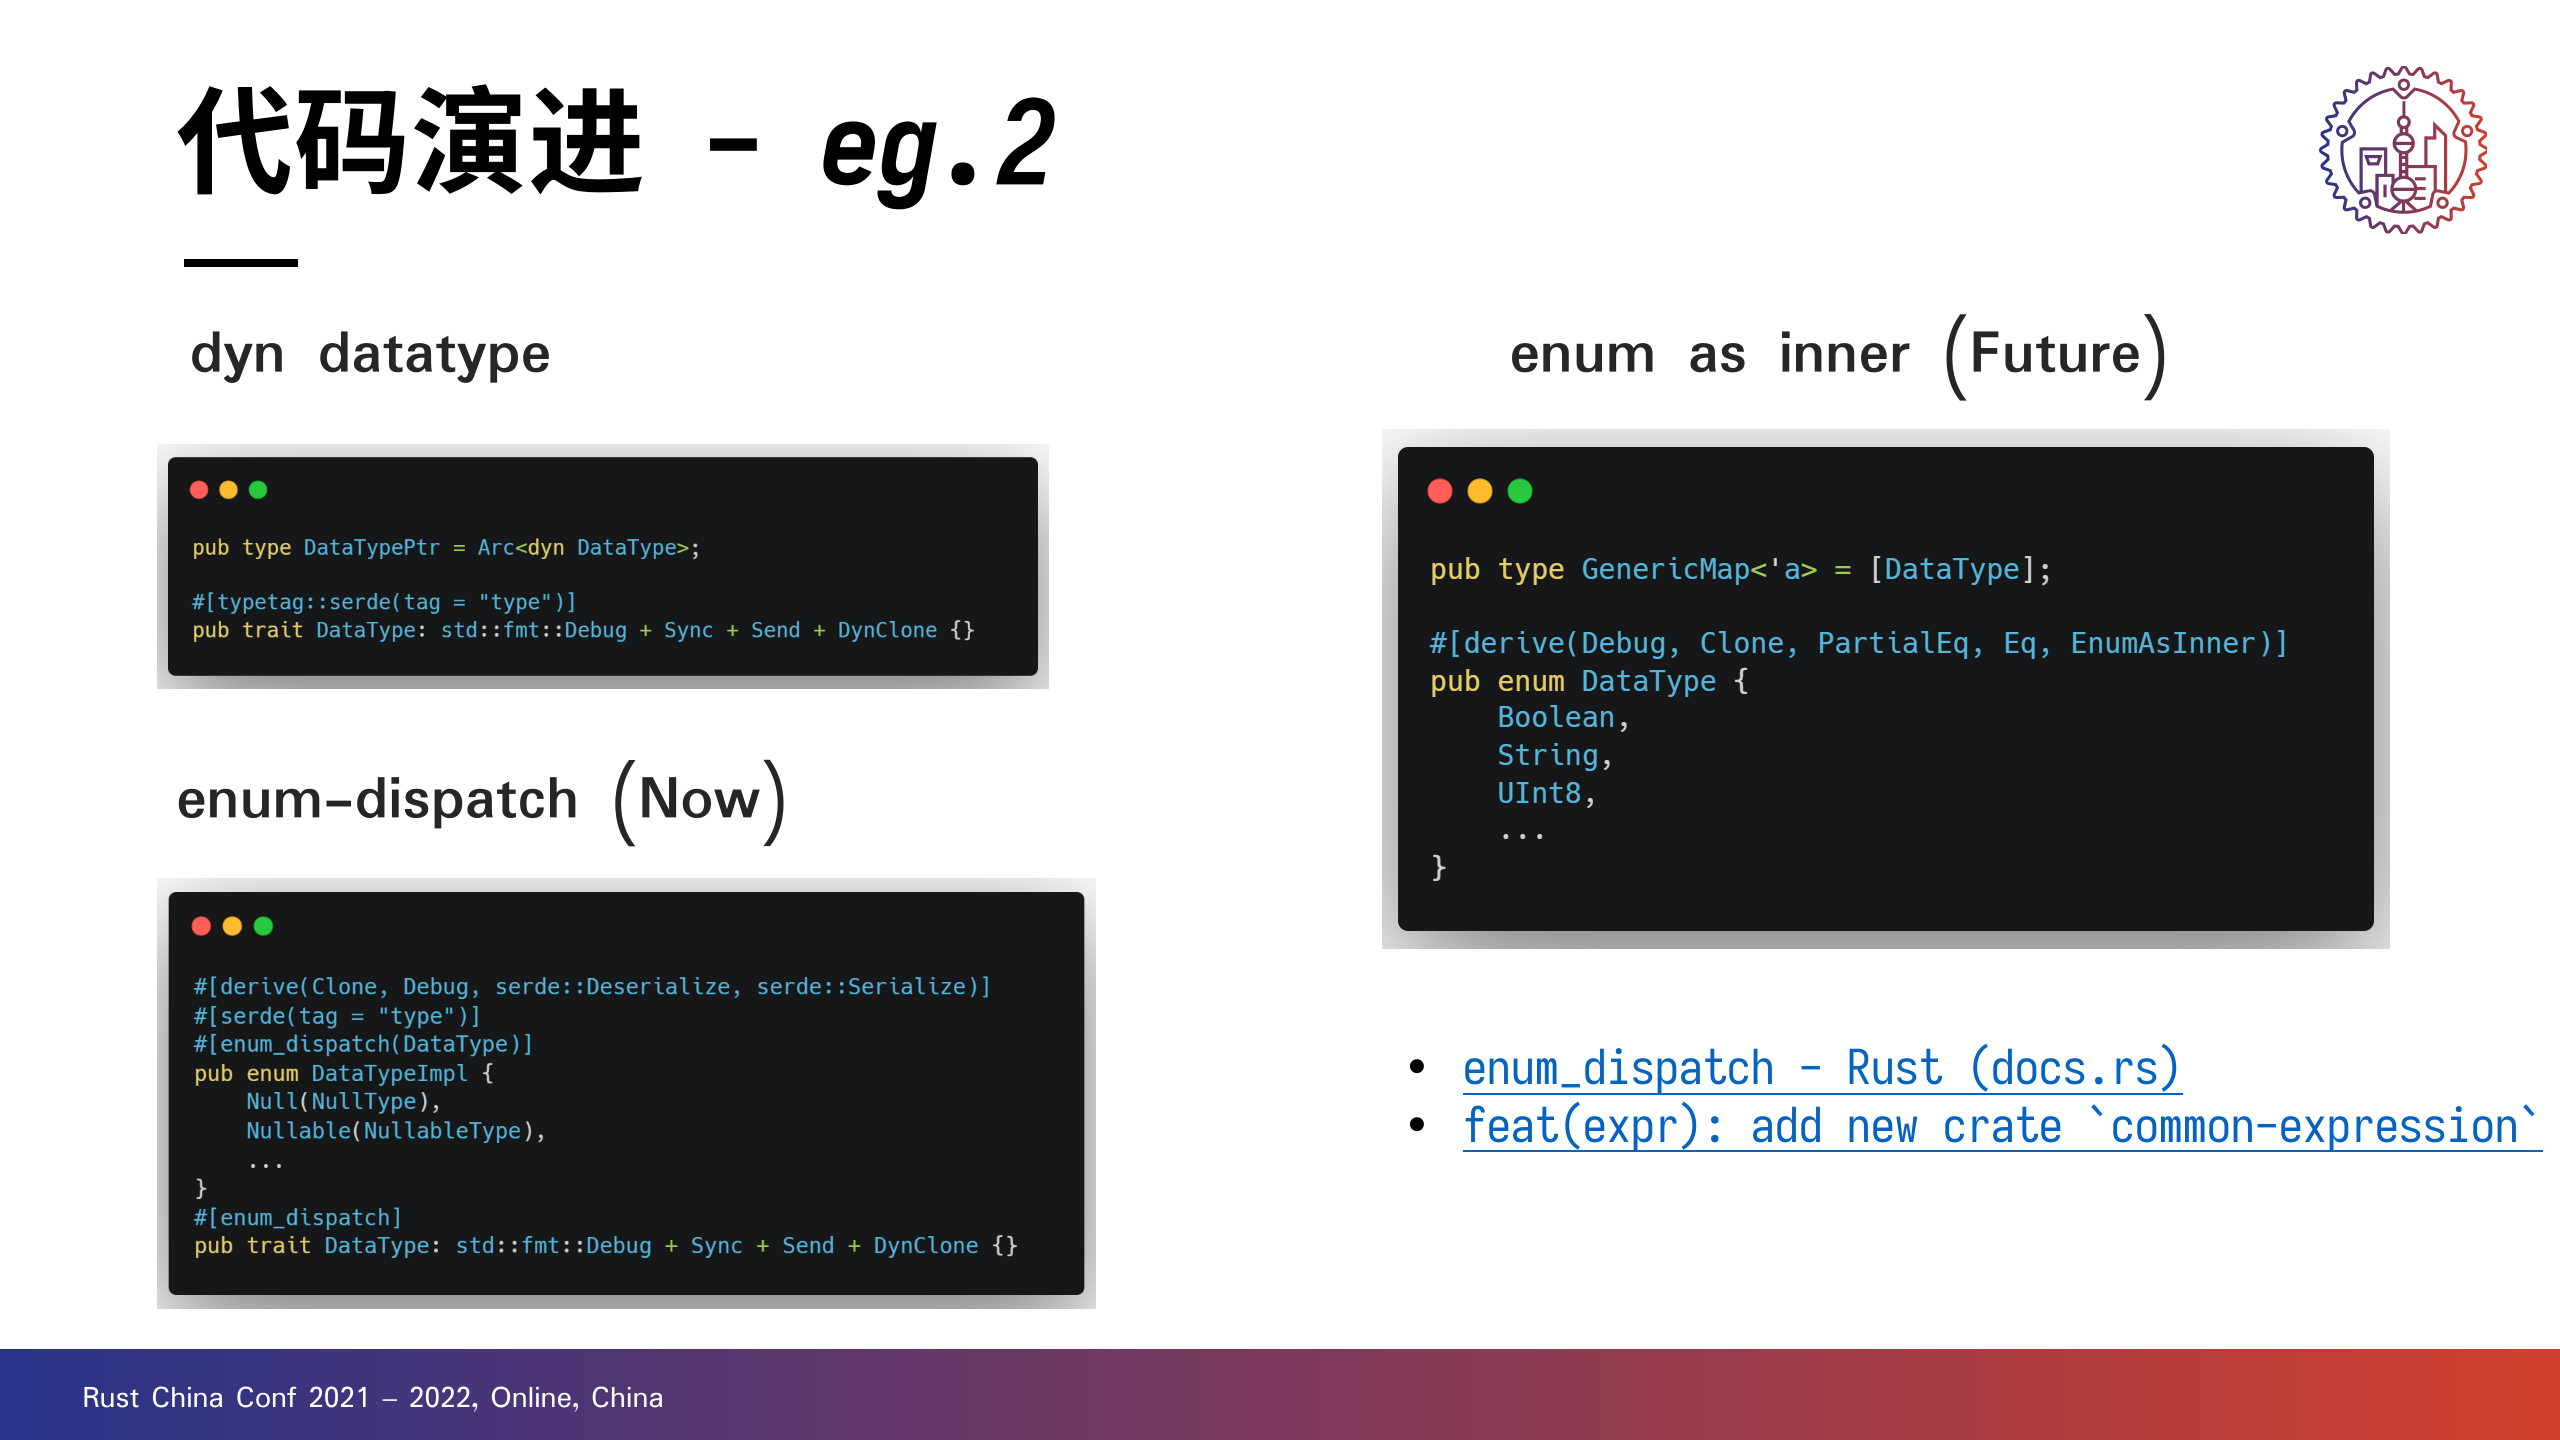 代码演进 - eg.2
dyn datatype
pub type DataTypePtr = Arc<dyn DataType>;
#[typetag::serde(tag = "type")]
pub trait DataType: std::fmt::Debug + Sync + Send + DynClone {}
enum-dispatch (Now)
#[derive(Clone, Debug, serde::Deserialize, serde::Serialize)]
#[serde(tag = "type")]
#[enum_dispatch(DataType)]
pub enum DataTypeImpl {
    Null(NullType),
    Nullable(NullableType),
    ...
}
#[enum_dispatch]
pub trait DataType: std::fmt::Debug + Sync + Send + DynClone {}
enum as inner (Future)
pub type GenericMap<'a> = [DataType];
#[derive(Debug, Clone, PartialEq, Eq, EnumAsInner)]
pub enum DataType {
    Boolean,
    String,
    UInt8,
    ...
}
• enum_dispatch - Rust (docs.rs)
• feat(expr): add new crate `common-expression`
Rust China Conf 2021 – 2022, Online, China